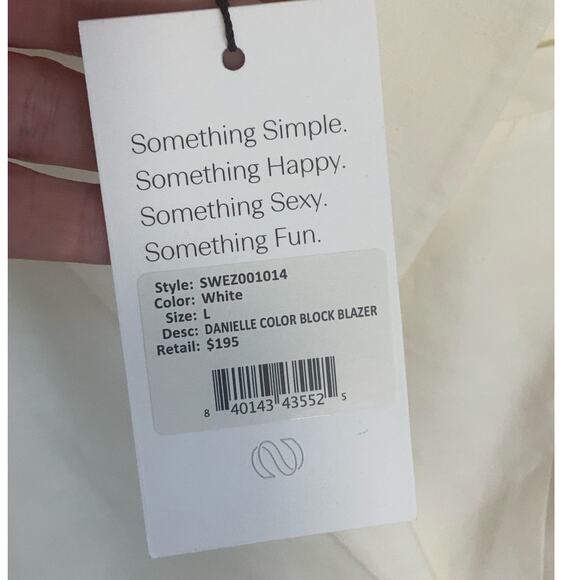 Something Simple.
Something Happy.
Something Sexy.
Something Fun.
Style: SWEZ001014
Color: White
Size: L
Desc: DANIELLE COLOR BLOCK BLAZER
Retail: $195
8 40143 43552 5